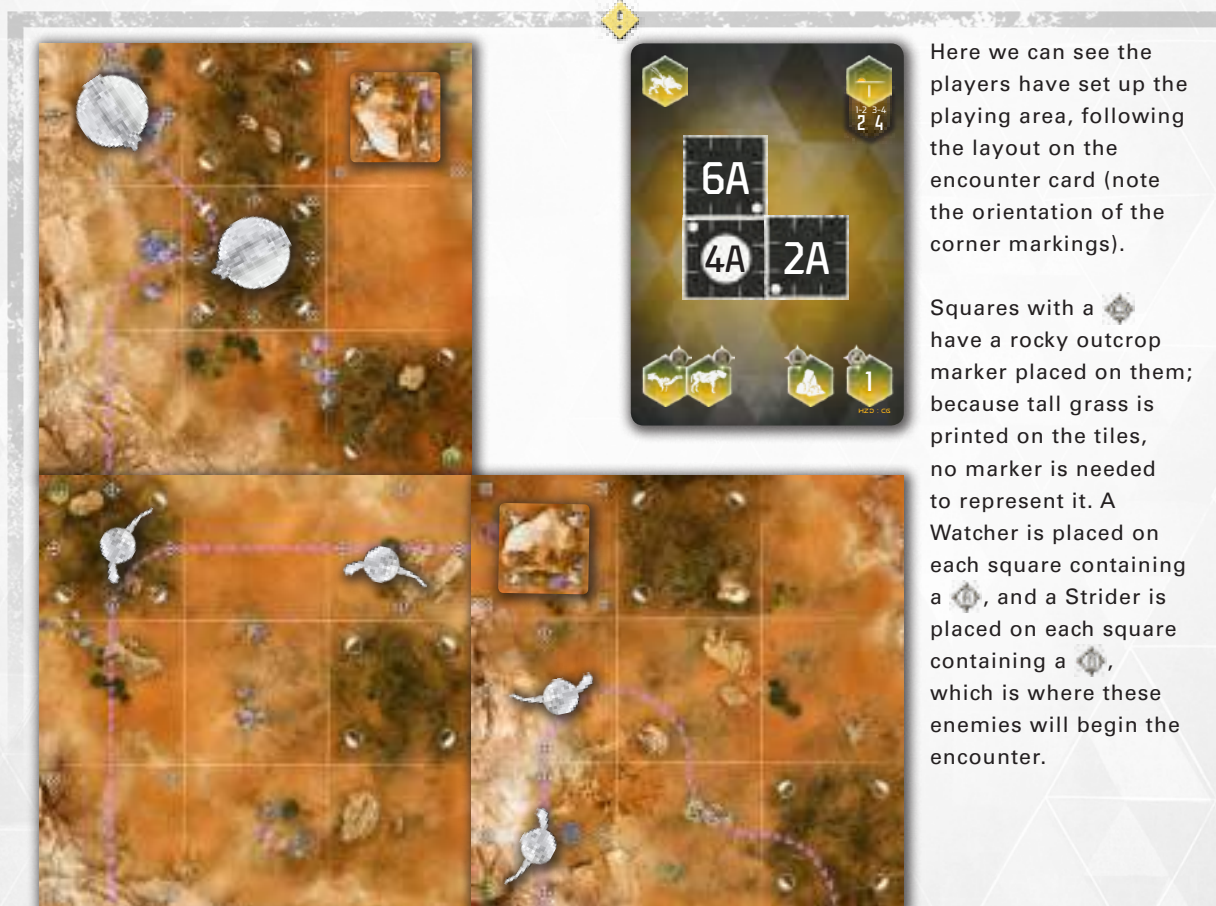 1
1-2 3-4
2 4
6A
4A
2A
1
HZD : CG
Here we can see the
players have set up the
playing area, following
the layout on the
encounter card (note
the orientation of the
corner markings).
Squares with a
have a rocky outcrop
marker placed on them;
because tall grass is
printed on the tiles,
no marker is needed
to represent it. A
Watcher is placed on
each square containing
a , and a Strider is
placed on each square
containing a ,
which is where these
enemies will begin the
encounter.